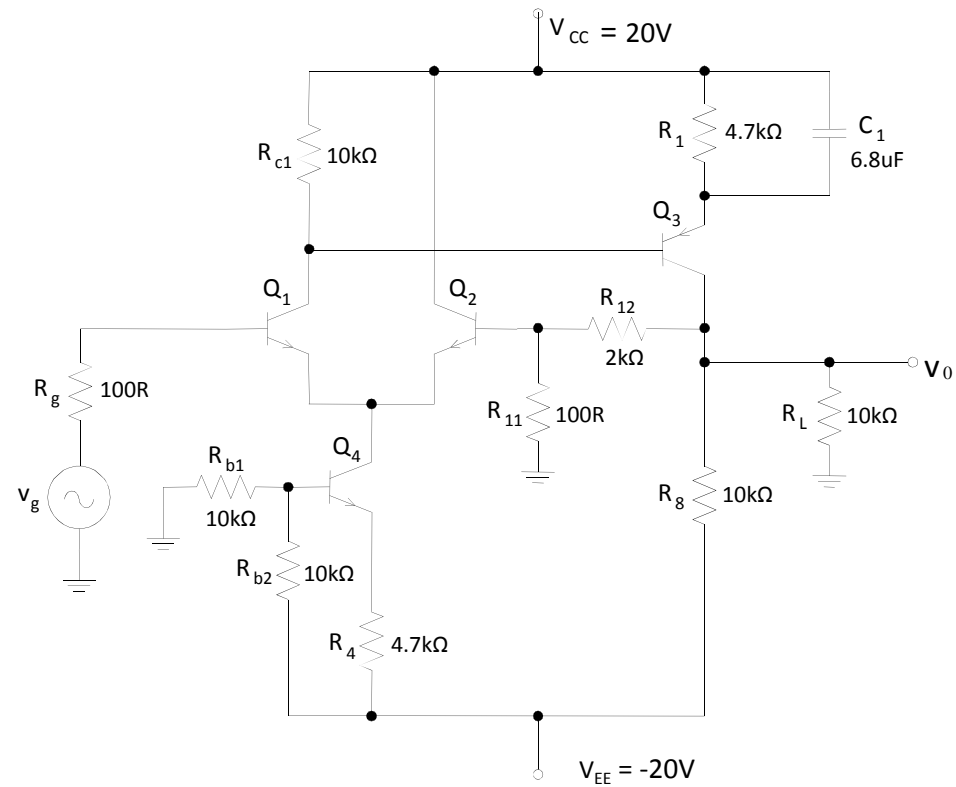 V CC = 20V
R c1 10kΩ
R 1 4.7kΩ
C 1
6.8uF
Q 3
Q 1
Q 2
R 12
2kΩ
R g 100R
v g
R 11 100R
R L 10kΩ
v 0
Q 4
R b1
10kΩ
R b2 10kΩ
R 4 4.7kΩ
R 8 10kΩ
V EE = -20V